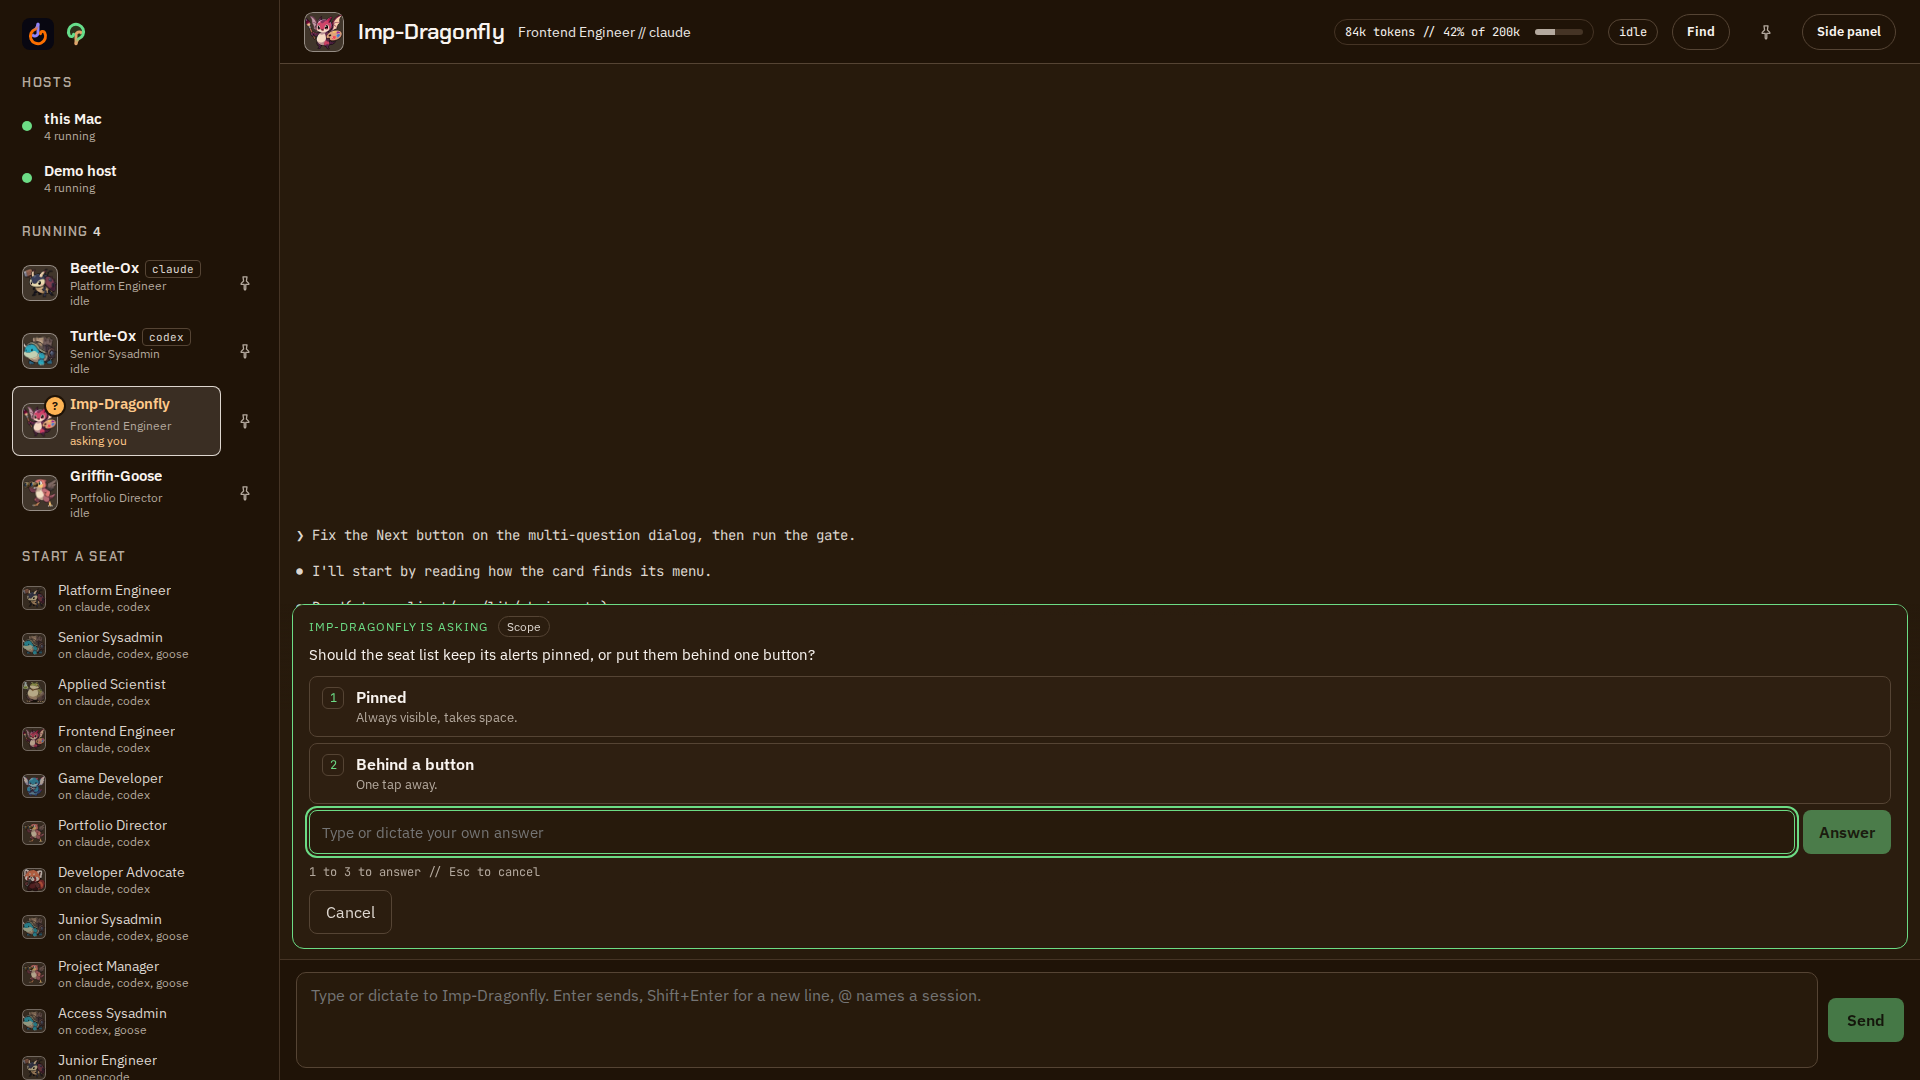 HOSTS
this Mac
4 running
Demo host
4 running
RUNNING 4
Beetle-Ox claude
Platform Engineer
idle
Turtle-Ox codex
Senior Sysadmin
idle
?
Imp-Dragonfly
Frontend Engineer
asking you
Griffin-Goose
Portfolio Director
idle
START A SEAT
Platform Engineer
on claude, codex
Senior Sysadmin
on claude, codex, goose
Applied Scientist
on claude, codex
Frontend Engineer
on claude, codex
Game Developer
on claude, codex
Portfolio Director
on claude, codex
Developer Advocate
on claude, codex
Junior Sysadmin
on claude, codex, goose
Project Manager
on claude, codex, goose
Access Sysadmin
on codex, goose
Junior Engineer
on opencode
Imp-Dragonfly Frontend Engineer // claude
84k tokens // 42% of 200k idle Find Side panel
❯ Fix the Next button on the multi-question dialog, then run the gate.
● I'll start by reading how the card finds its menu.
IMP-DRAGONFLY IS ASKING Scope
Should the seat list keep its alerts pinned, or put them behind one button?
1 Pinned
Always visible, takes space.
2 Behind a button
One tap away.
Type or dictate your own answer Answer
1 to 3 to answer // Esc to cancel
Cancel
Type or dictate to Imp-Dragonfly. Enter sends, Shift+Enter for a new line, @ names a session.
Send